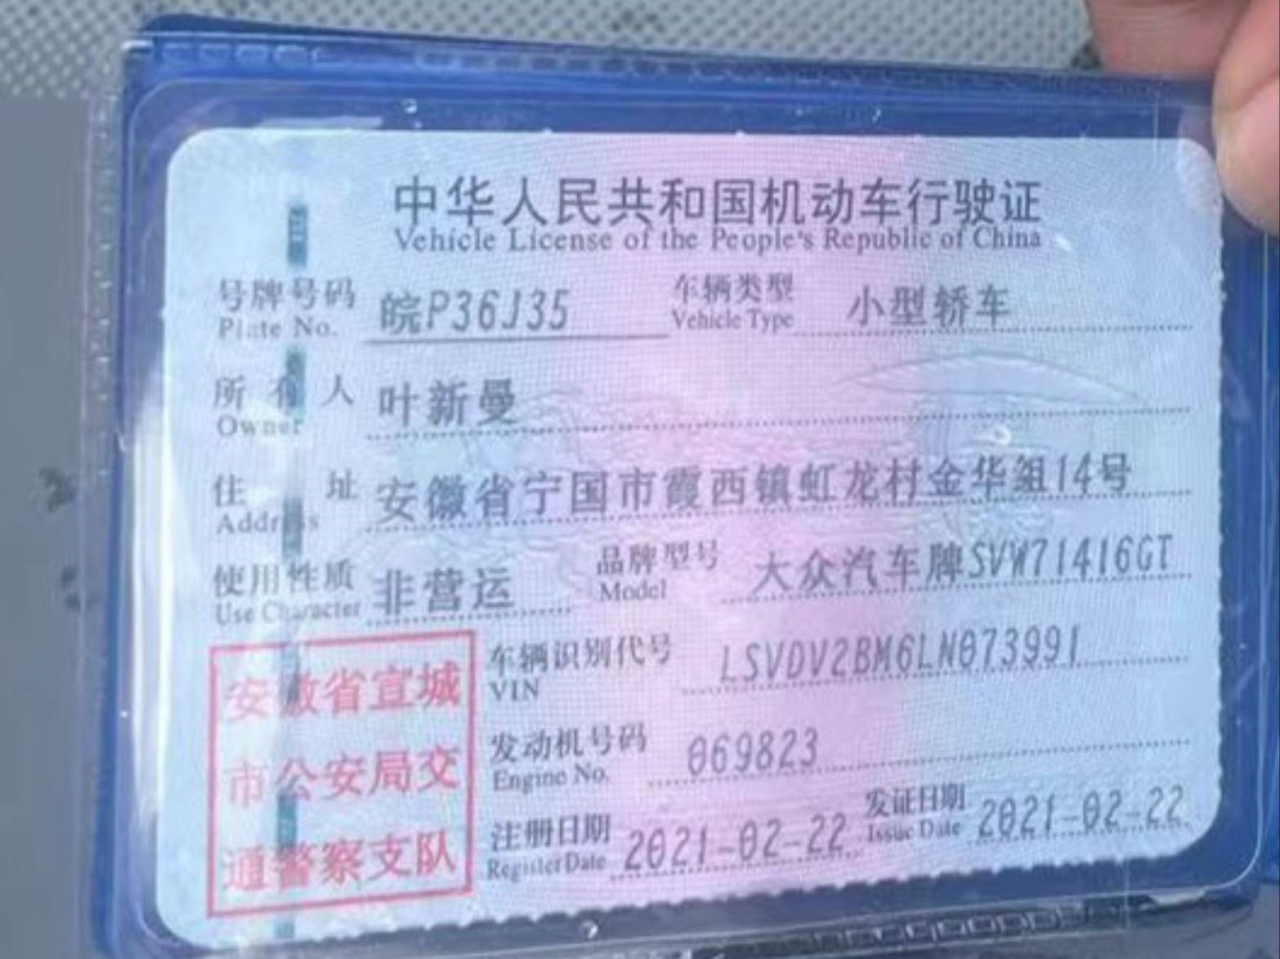 中华人民共和国机动车行驶证
Vehicle License of the People's Republic of China
号牌号码 皖P36J35 车辆类型 小型轿车
Plate No. Vehicle Type
所有人 叶新曼
Owner
住址 安徽省宁国市霞西镇虹龙村金华组14号
Address
使用性质 非营运 品牌型号 大众汽车牌SVW71416GT
Use Character Model
车辆识别代号 LSVDV2BM6LN073991
VIN
发动机号码 069823
Engine No.
注册日期 2021-02-22 发证日期 2021-02-22
Register Date Issue Date
安徽省宣城
市公安局交
通警察支队